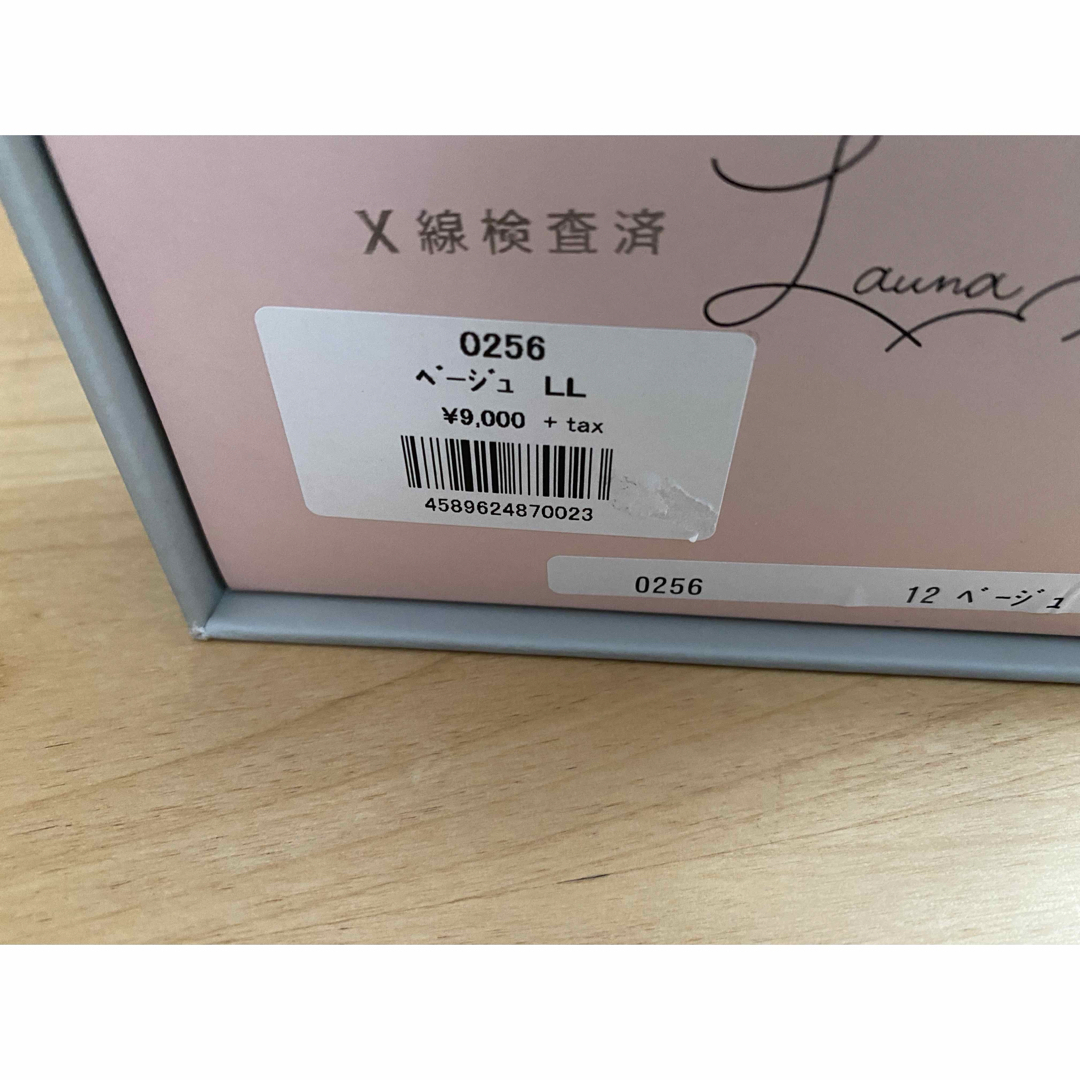 X線検査済
Launa
0256
ベージュ LL
¥9,000 + tax
4589624870023
0256 12 ベージュ